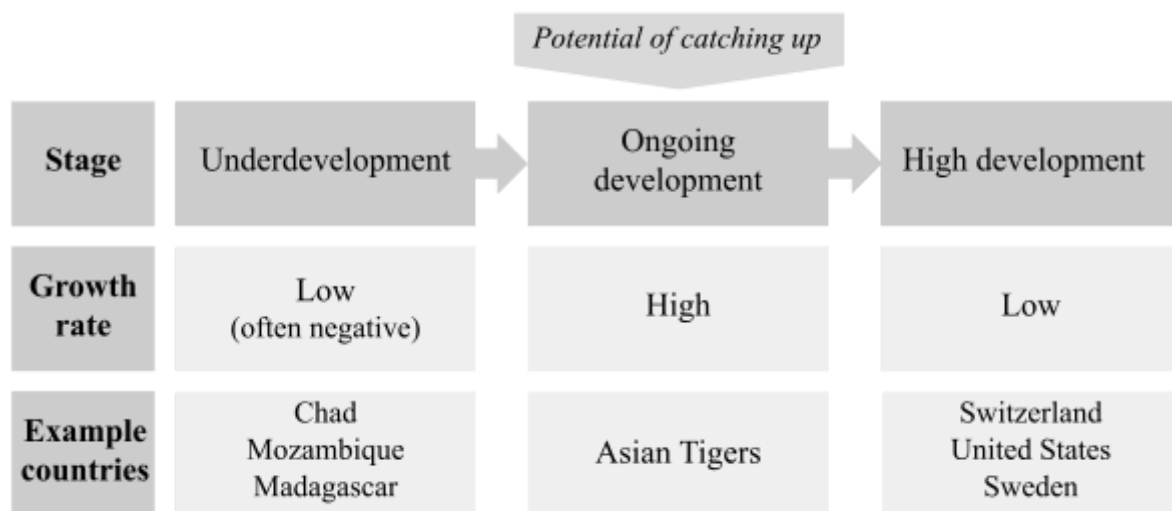 Potential of catching up
Stage
Underdevelopment
Ongoing
development
High development
Growth
rate
Low
(often negative)
High
Low
Example
countries
Chad
Mozambique
Madagascar
Asian Tigers
Switzerland
United States
Sweden